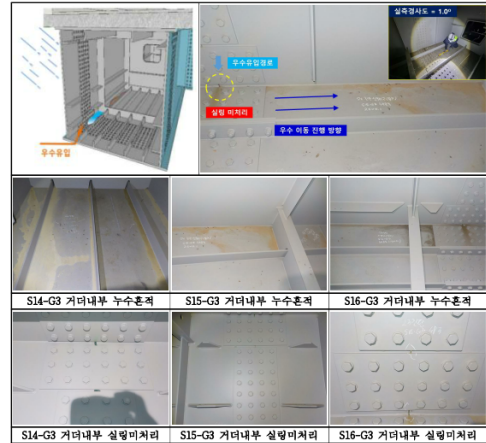 실측경사도 = 1.0º
우수유입경로
실링 미처리
우수 이동 진행 방향
우수유입
S14-G3 거더내부 누수흔적
S15-G3 거더내부 누수흔적
S16-G3 거더내부 누수흔적
S14-G3 거더내부 실링미처리
S15-G3 거더내부 실링미처리
S16-G3 거더내부 실링미처리